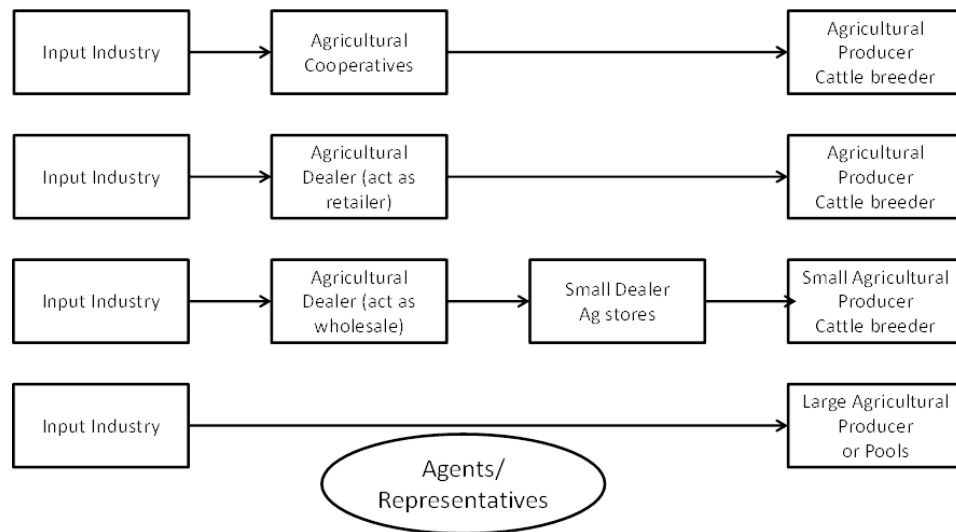 Input Industry
Agricultural
Cooperatives
Agricultural
Producer
Cattle breeder
Input Industry
Agricultural
Dealer (act as
retailer)
Agricultural
Producer
Cattle breeder
Input Industry
Agricultural
Dealer (act as
wholesale)
Small Dealer
Ag stores
Small Agricultural
Producer
Cattle breeder
Input Industry
Large Agricultural
Producer
or Pools
Agents/
Representatives